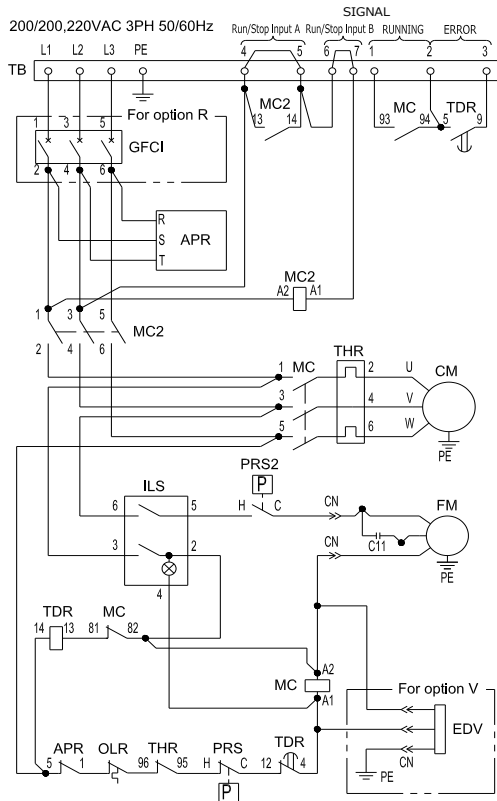 SIGNAL
200/200,220VAC 3PH 50/60Hz Run/Stop Input A Run/Stop Input B RUNNING ERROR
L1 L2 L3 PE 4 5 6 7 1 2 3
TB
MC2 MC TDR
13 14 93 94 5 9
For option R
1 3 5
GFCI
2 4 6
R
S APR
T
MC2
A2 A1
1 3 5
MC2
2 4 6
THR
1 MC 2 U CM
3 4 V
5 6 W
PE
PRS2
P
ILS
6 5 H C CN FM
C11
3 2 CN
PE
4
TDR MC
14 13 81 82
A2
MC
A1
For option V
EDV
CN
PE
APR OLR THR PRS TDR
5 1 96 95 H C 12 4
P